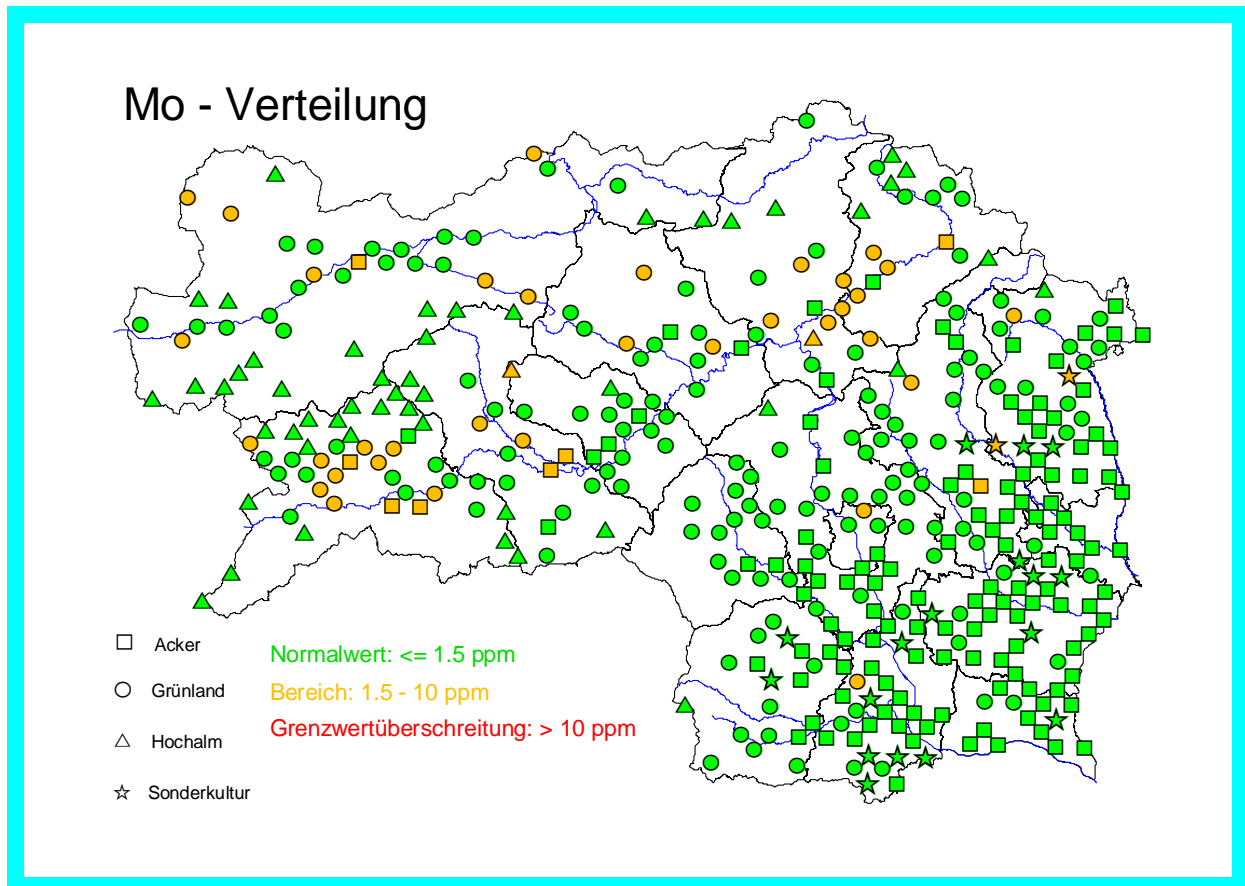 Mo - Verteilung
Acker
Grünland
Hochalm
Sonderkultur
Normalwert: <= 1.5 ppm
Bereich: 1.5 - 10 ppm
Grenzwertüberschreitung: > 10 ppm